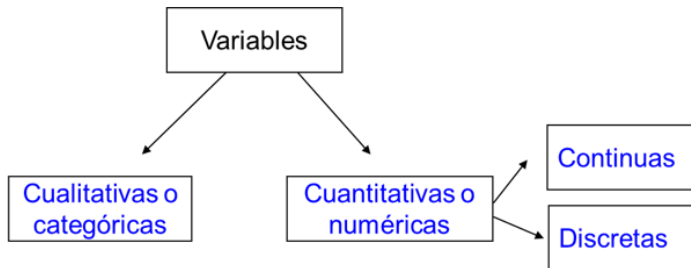 Variables
Cualitativas o
categóricas
Cuantitativas o
numéricas
Continuas
Discretas